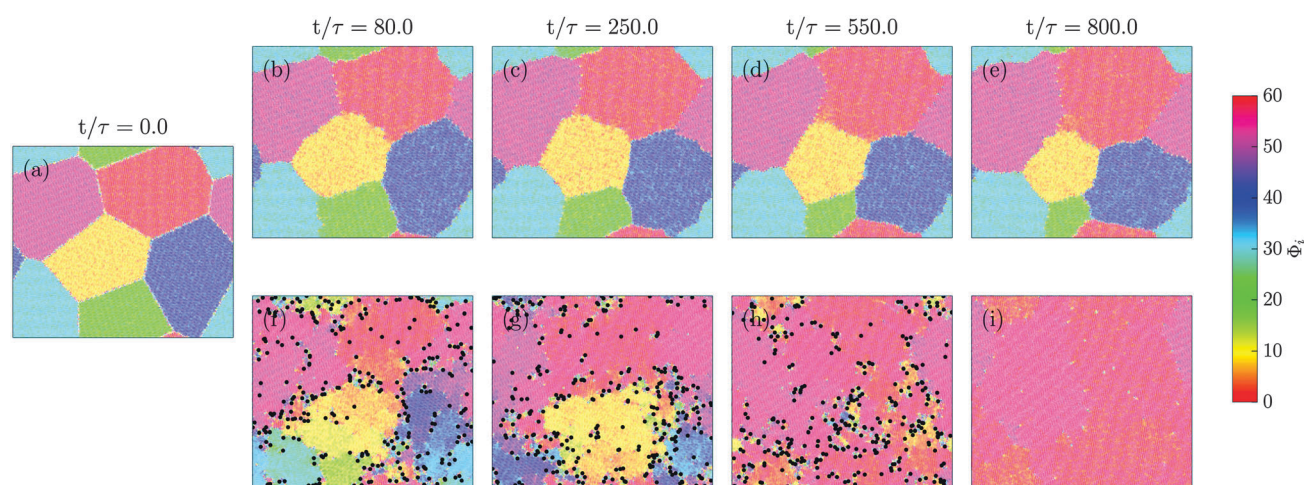 t/τ = 80.0
t/τ = 250.0
t/τ = 550.0
t/τ = 800.0
(b)
(c)
(d)
(e)
t/τ = 0.0
(a)
(f)
(g)
(h)
(i)
60
50
40
30
20
10
0
Φᵢ